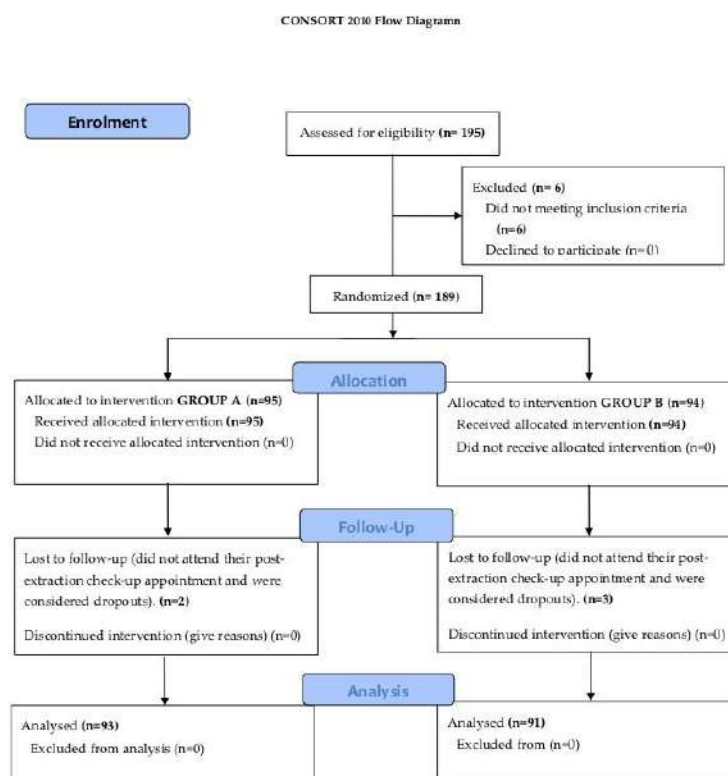 CONSORT 2010 Flow Diagramn
Enrolment
Assessed for eligibility (n= 195)
Excluded (n= 6)
Did not meeting inclusion criteria
(n=6)
Declined to participate (n=0)
Randomized (n= 189)
Allocation
Allocated to intervention GROUP A (n=95)
Received allocated intervention (n=95)
Did not receive allocated intervention (n=0)
Allocated to intervention GROUP B (n=94)
Received allocated intervention (n=94)
Did not receive allocated intervention (n=0)
Follow-Up
Lost to follow-up (did not attend their post-
extraction check-up appointment and were
considered dropouts). (n=2)
Discontinued intervention (give reasons) (n=0)
Lost to follow-up (did not attend their post-
extraction check-up appointment and were
considered dropouts). (n=3)
Discontinued intervention (give reasons) (n=0)
Analysis
Analysed (n=93)
Excluded from analysis (n=0)
Analysed (n=91)
Excluded from (n=0)